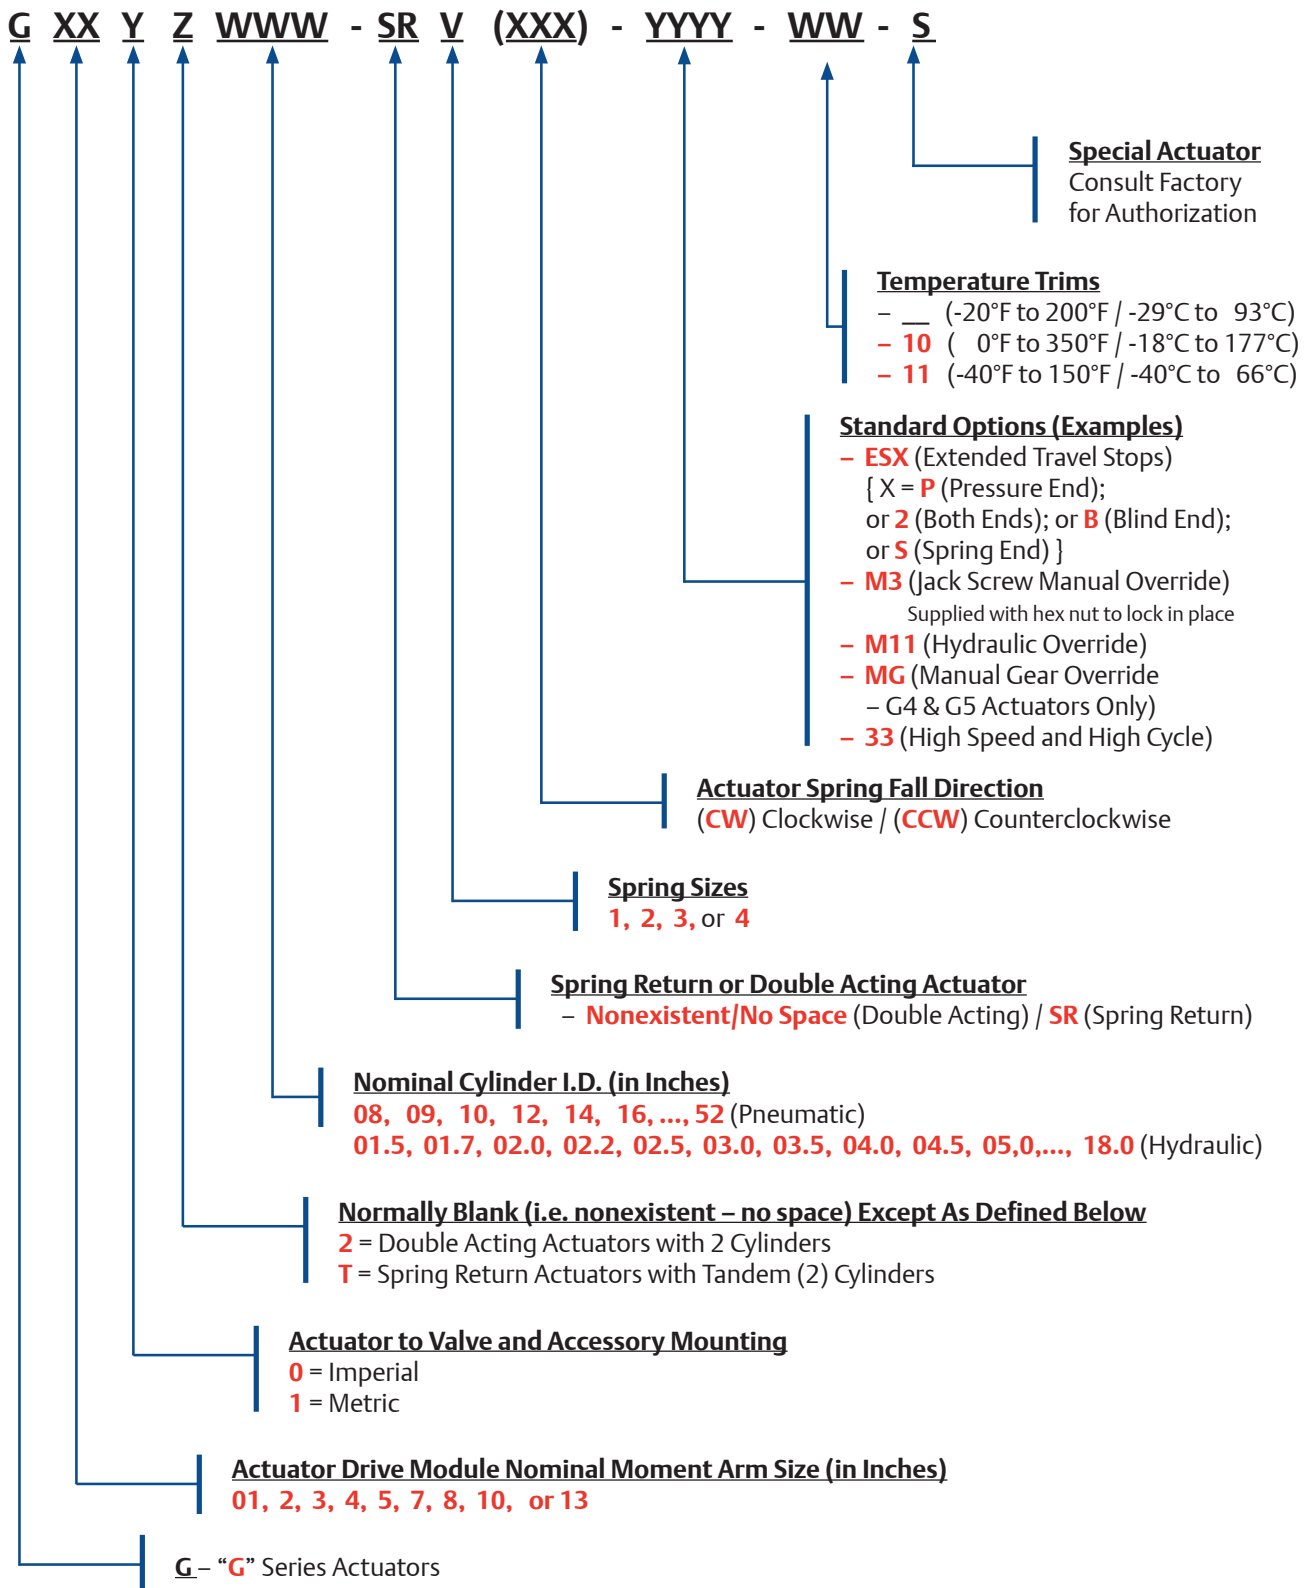 G XX Y Z WWW - SR V (XXX) - YYYY - WW - S
Special Actuator
Consult Factory
for Authorization
Temperature Trims
– __ (-20°F to 200°F / -29°C to 93°C)
– 10 ( 0°F to 350°F / -18°C to 177°C)
– 11 (-40°F to 150°F / -40°C to 66°C)
Standard Options (Examples)
– ESX (Extended Travel Stops)
{ X = P (Pressure End);
or 2 (Both Ends); or B (Blind End);
or S (Spring End) }
– M3 (Jack Screw Manual Override)
Supplied with hex nut to lock in place
– M11 (Hydraulic Override)
– MG (Manual Gear Override
– G4 & G5 Actuators Only)
– 33 (High Speed and High Cycle)
Actuator Spring Fall Direction
(CW) Clockwise / (CCW) Counterclockwise
Spring Sizes
1, 2, 3, or 4
Spring Return or Double Acting Actuator
– Nonexistent/No Space (Double Acting) / SR (Spring Return)
Nominal Cylinder I.D. (in Inches)
08, 09, 10, 12, 14, 16, ..., 52 (Pneumatic)
01.5, 01.7, 02.0, 02.2, 02.5, 03.0, 03.5, 04.0, 04.5, 05,0,..., 18.0 (Hydraulic)
Normally Blank (i.e. nonexistent – no space) Except As Defined Below
2 = Double Acting Actuators with 2 Cylinders
T = Spring Return Actuators with Tandem (2) Cylinders
Actuator to Valve and Accessory Mounting
0 = Imperial
1 = Metric
Actuator Drive Module Nominal Moment Arm Size (in Inches)
01, 2, 3, 4, 5, 7, 8, 10, or 13
G – “G” Series Actuators